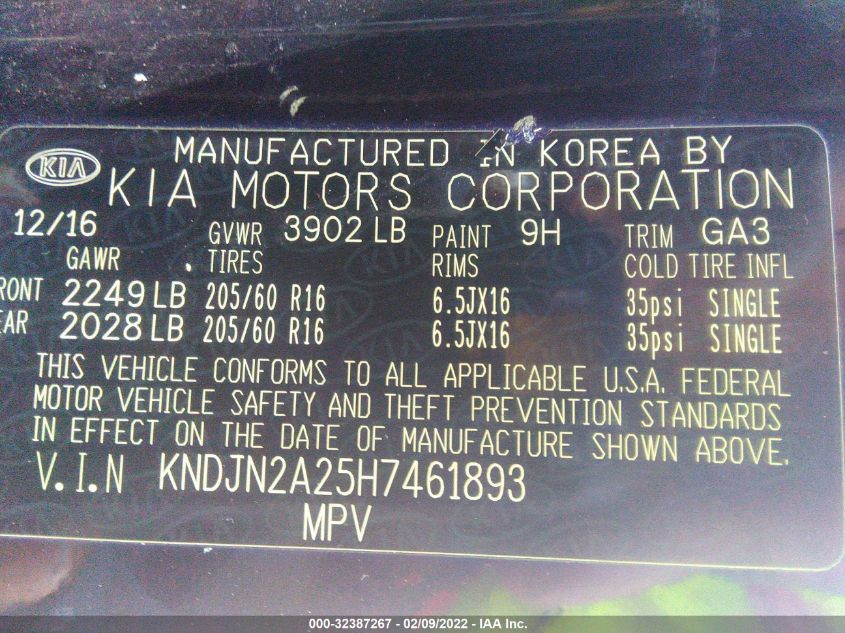 KIA
MANUFACTURED IN KOREA BY
KIA MOTORS CORPORATION
12/16 GVWR 3902 LB PAINT 9H TRIM GA3
GAWR . TIRES RIMS COLD TIRE INFL
RONT 2249 LB 205/60 R16 6.5JX16 35psi SINGLE
EAR 2028 LB 205/60 R16 6.5JX16 35psi SINGLE
THIS VEHICLE CONFORMS TO ALL APPLICABLE U.S.A. FEDERAL
MOTOR VEHICLE SAFETY AND THEFT PREVENTION STANDARDS
IN EFFECT ON THE DATE OF MANUFACTURE SHOWN ABOVE.
V.I.N KNDJN2A25H7461893
MPV
000-32387267 - 02/09/2022 - IAA Inc.